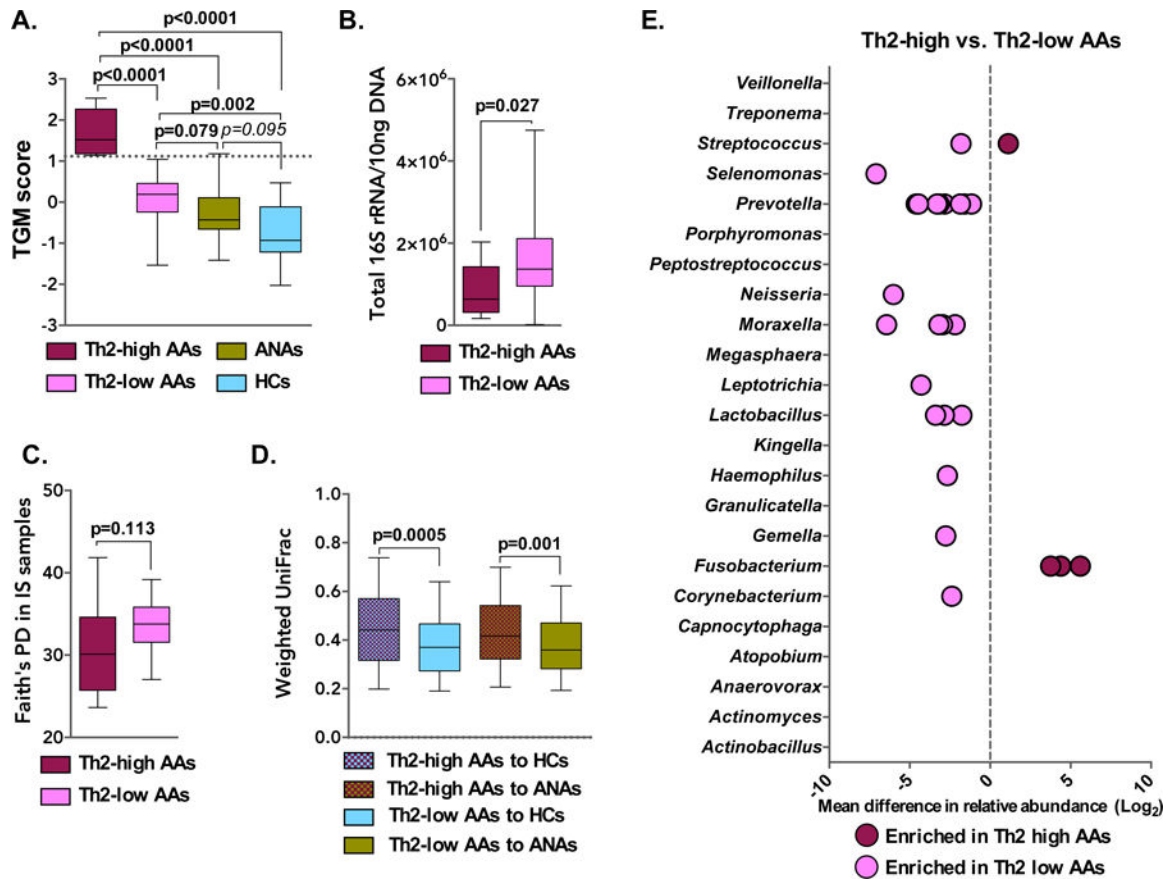 A.
p<0.0001
p<0.0001
p<0.0001
p=0.002
p=0.079
p=0.095
TGM score
3
2
1
0
-1
-2
-3
Th2-high AAs
ANAs
Th2-low AAs
HCs
B.
p=0.027
Total 16S rRNA/10ng DNA
6×10⁶
4×10⁶
2×10⁶
0
Th2-high AAs
Th2-low AAs
C.
p=0.113
Faith's PD in IS samples
50
40
30
20
Th2-high AAs
Th2-low AAs
D.
p=0.0005
p=0.001
Weighted UniFrac
1.0
0.8
0.6
0.4
0.2
0.0
Th2-high AAs to HCs
Th2-high AAs to ANAs
Th2-low AAs to HCs
Th2-low AAs to ANAs
E.
Th2-high vs. Th2-low AAs
Veillonella
Treponema
Streptococcus
Selenomonas
Prevotella
Porphyromonas
Peptostreptococcus
Neisseria
Moraxella
Megasphaera
Leptotrichia
Lactobacillus
Kingella
Haemophilus
Granulicatella
Gemella
Fusobacterium
Corynebacterium
Capnocytophaga
Atopobium
Anaerovorax
Actinomyces
Actinobacillus
-10 -5 0 5 10
Mean difference in relative abundance (Log₂)
Enriched in Th2 high AAs
Enriched in Th2 low AAs